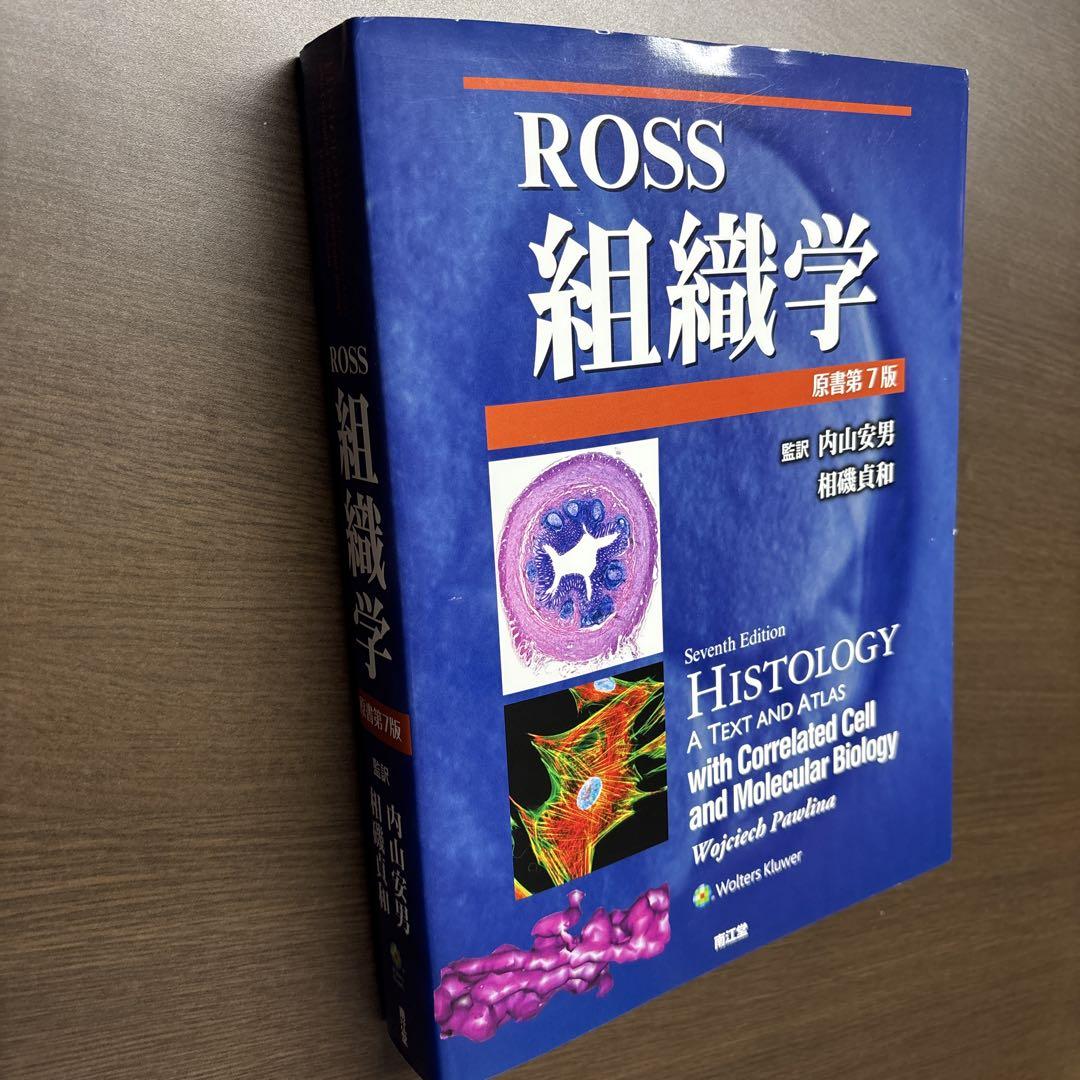 ROSS
組織学
原書第7版
監訳 内山安男
相磯貞和
Seventh Edition
HISTOLOGY
A TEXT AND ATLAS
with Correlated Cell
and Molecular Biology
Wojciech Pawlina
Wolters Kluwer
南江堂
ROSS
組織学
原書第7版
監訳 内山安男
相磯貞和
南江堂